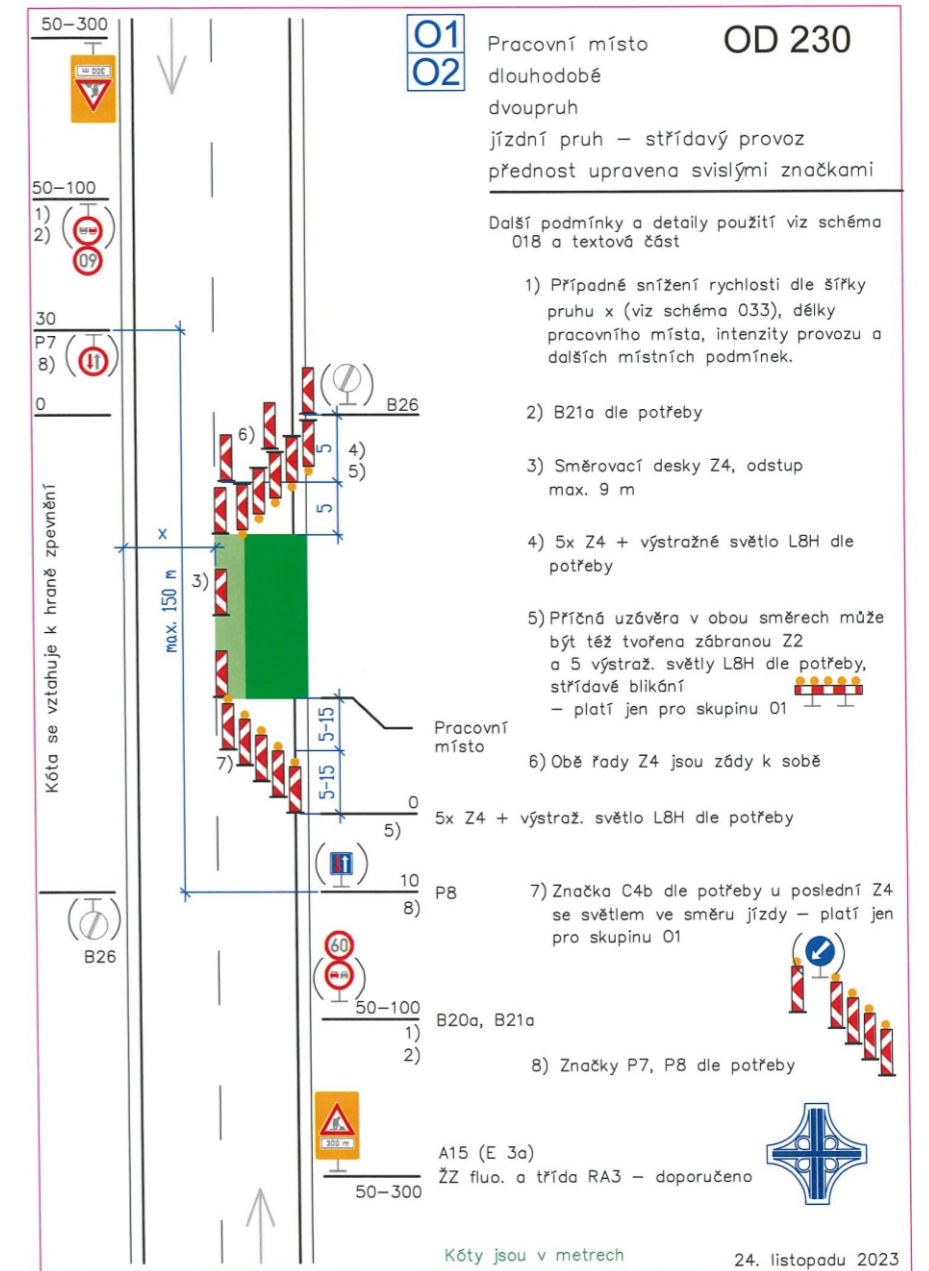 O1
O2
Pracovní místo
OD 230
dlouhodobé
dvoupruh
jízdní pruh – střídavý provoz
přednost upravena svislými značkami
Další podmínky a detaily použití viz schéma
018 a textová část
1) Případné snížení rychlosti dle šířky
pruhu x (viz schéma 033), délky
pracovního místa, intenzity provozu a
dalších místních podmínek.
2) B21a dle potřeby
3) Směrovací desky Z4, odstup
max. 9 m
4) 5x Z4 + výstražné světlo L8H dle
potřeby
5) Příčná uzávěra v obou směrech může
být též tvořena zábranou Z2
a 5 výstraž. světly L8H dle potřeby,
střídavé blikání
– platí jen pro skupinu O1
6) Obě řady Z4 jsou zády k sobě
7) Značka C4b dle potřeby u poslední Z4
se světlem ve směru jízdy – platí jen
pro skupinu O1
8) Značky P7, P8 dle potřeby
50–300
300 m
50–100
1)
2)
60
30
P7
8)
0
B26
6)
5
4)
5)
5
x
3)
max. 150 m
Kóta se vztahuje k hraně zpevnění
5–15
Pracovní
místo
7)
5–15
0
5)
5x Z4 + výstraž. světlo L8H dle potřeby
10
8)
P8
B26
60
50–100
1)
2)
B20a, B21a
300 m
50–300
A15 (E 3a)
ŽZ fluo. a třída RA3 – doporučeno
Kóty jsou v metrech
24. listopadu 2023